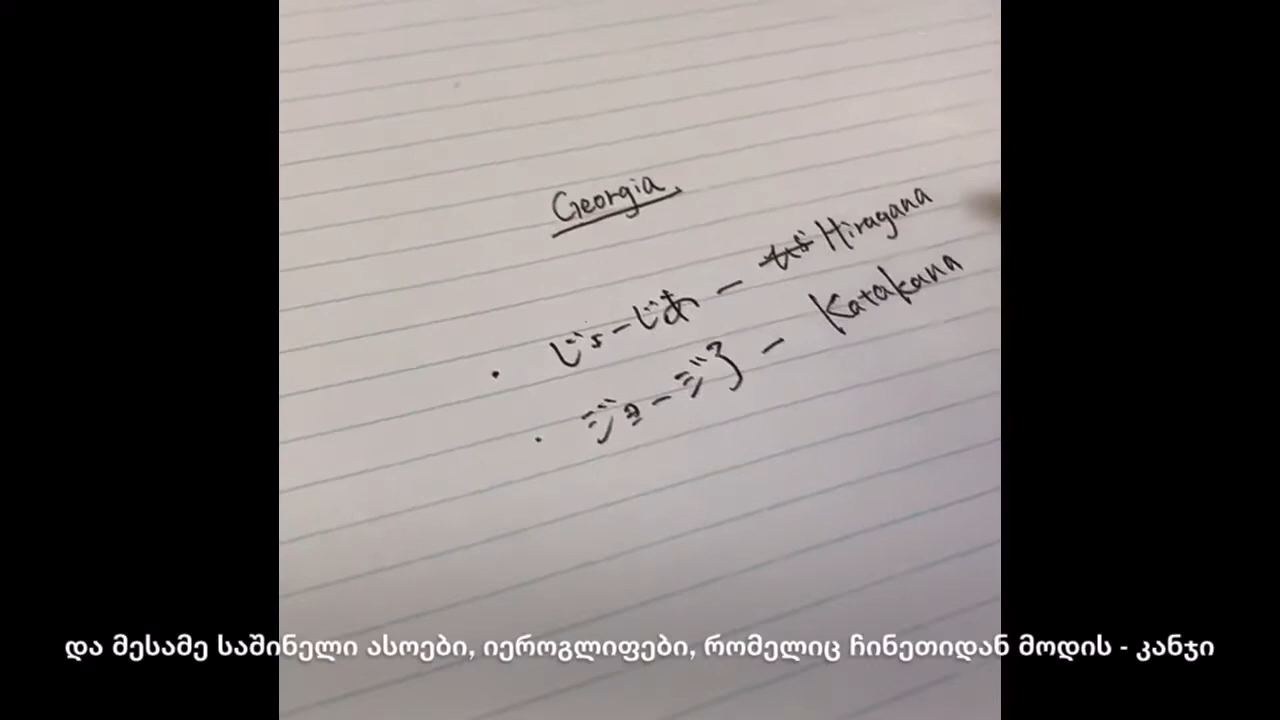 Georgia
・じょーじあ - Hiragana
・ジョージア - Katakana
და მესამე საშინელი ასოები, იეროგლიფები, რომელიც ჩინეთიდან მოდის - კანჯი